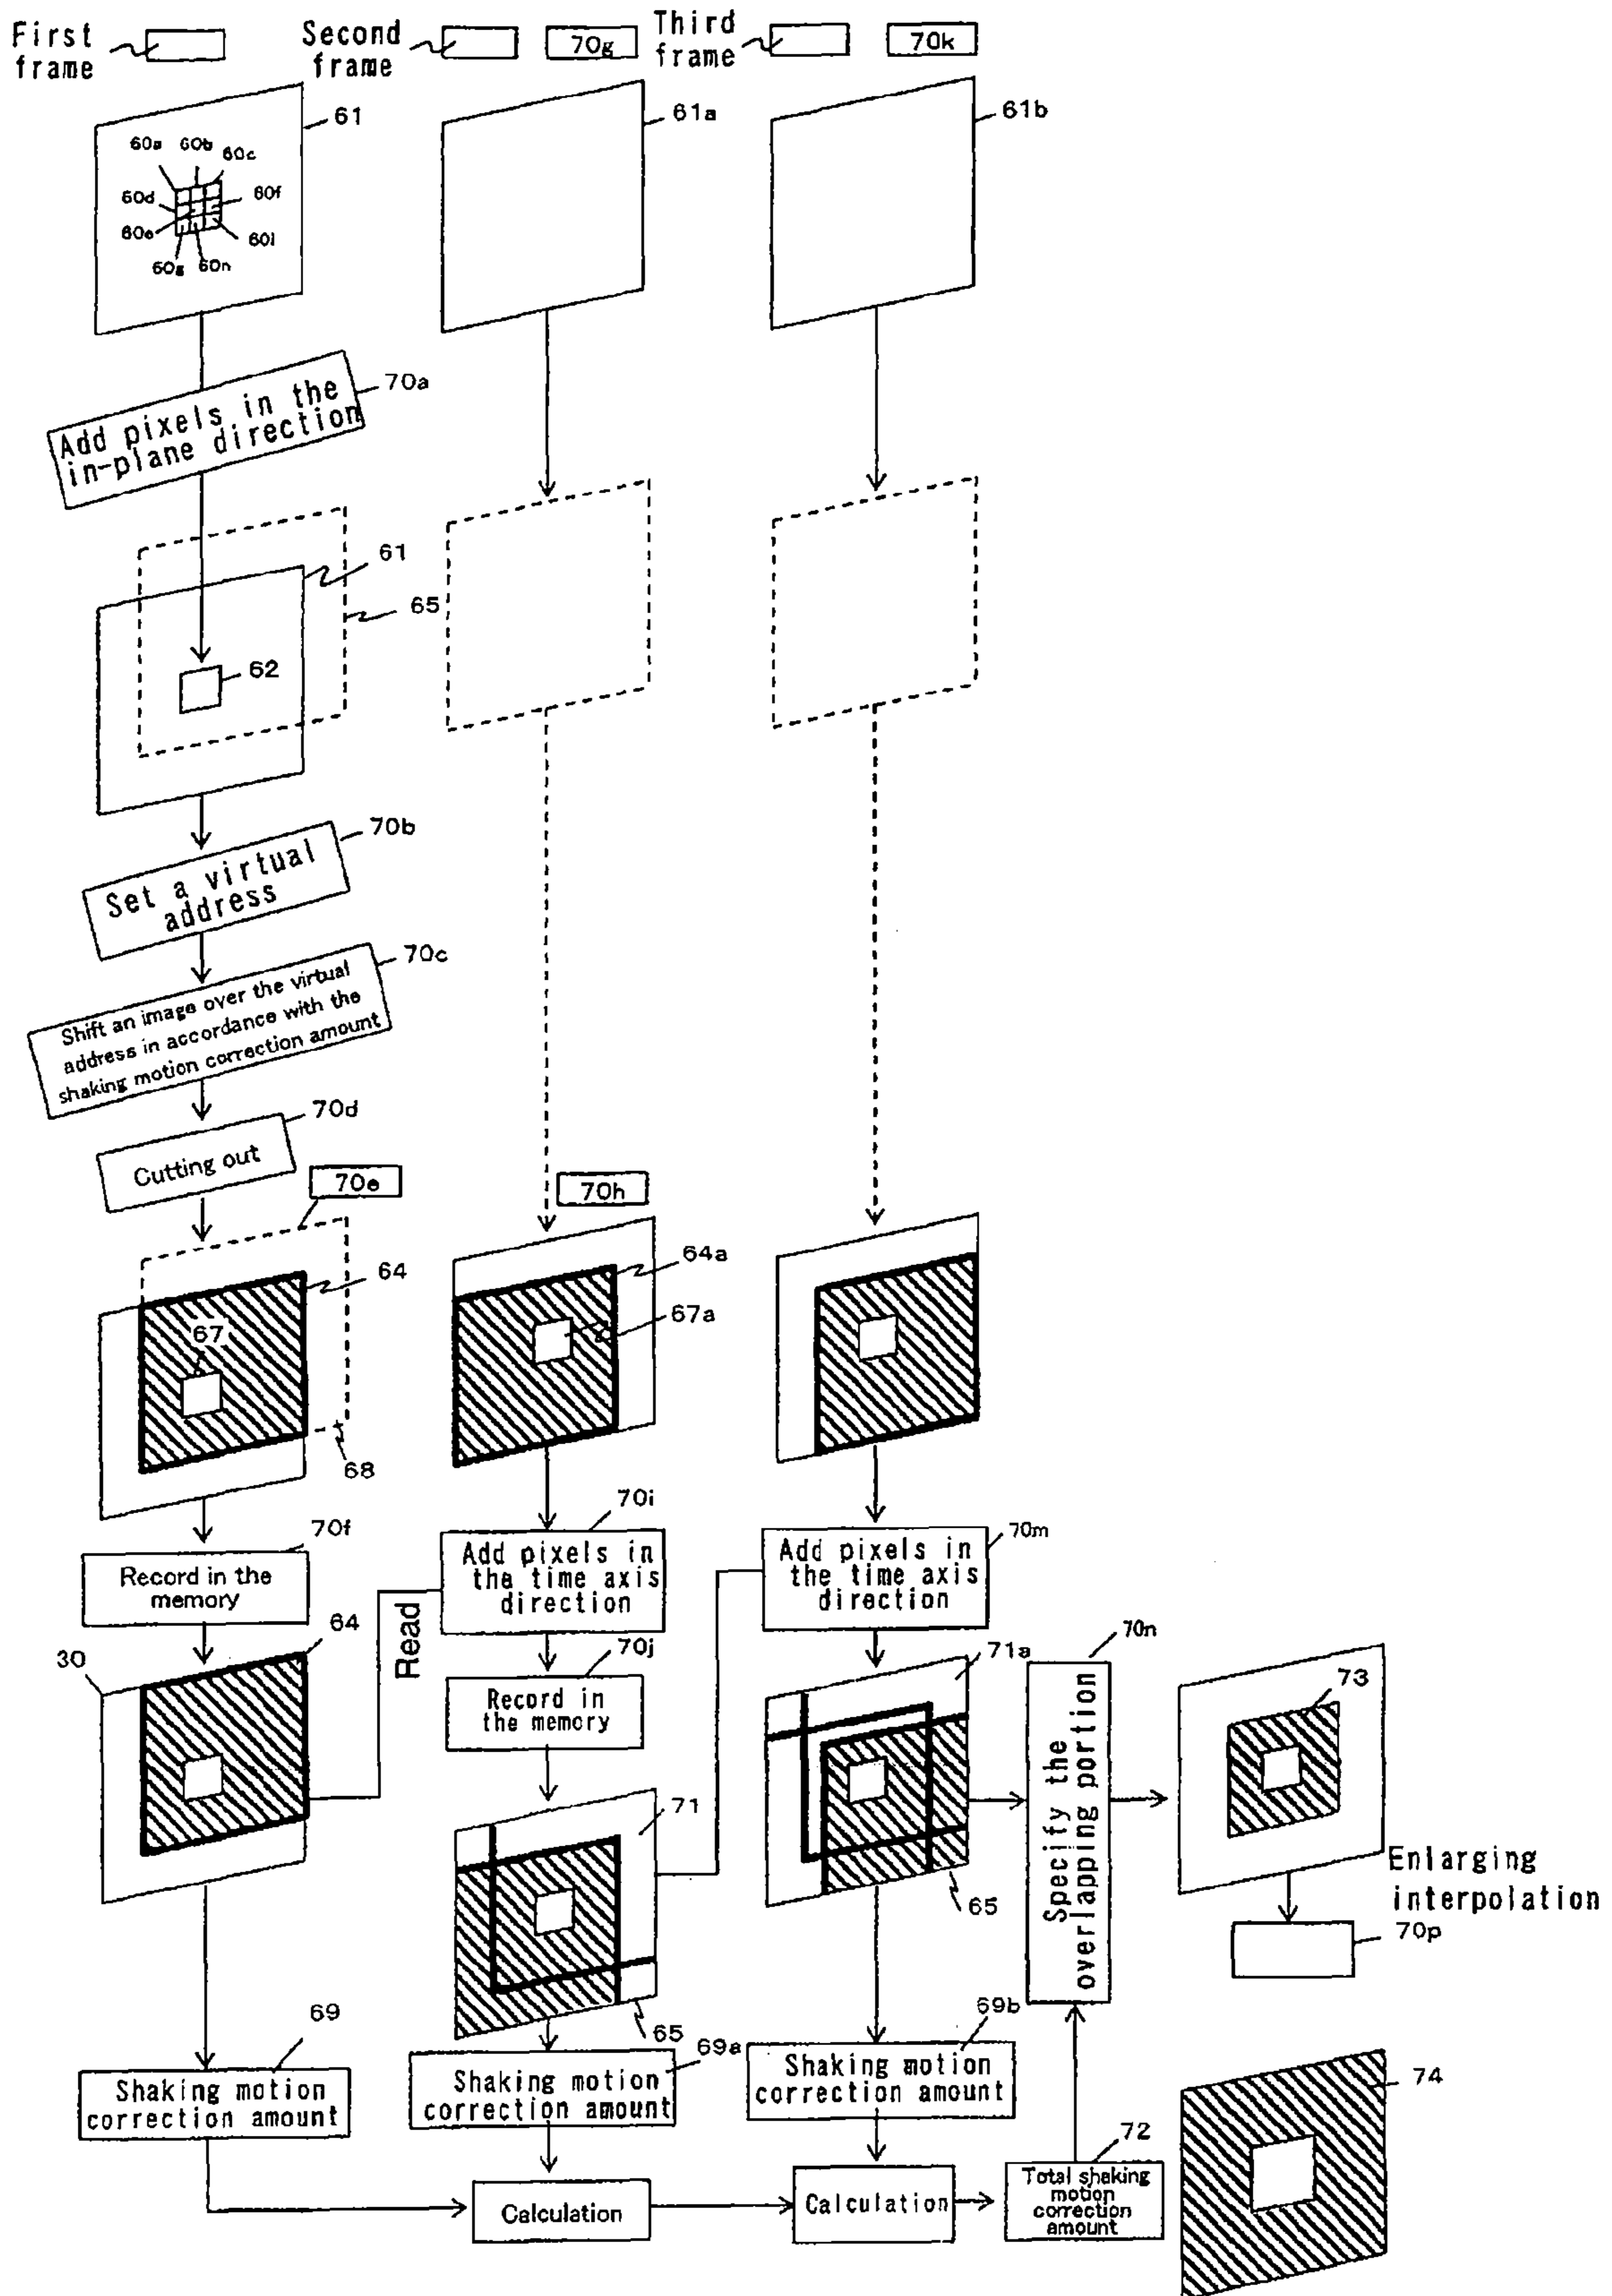 First frame
Second frame
70g
Third frame
70k
61
61a
61b
60a 60b 60c
60d
60f
60e
60i
60g 60h
70a
Add pixels in the
in-plane direction
61
65
62
70b
Set a virtual
address
70c
Shift an image over the virtual
address in accordance with the
shaking motion correction amount
70d
Cutting out
70e
70h
64
64a
67
67a
68
70f
70i
70m
Record in the
memory
Add pixels in
the time axis
direction
Add pixels in
the time axis
direction
64
30
Read
70j
Record in
the memory
71a
70n
Specify the
overlapping portion
73
71
65
65
Enlarging
interpolation
70p
69
69a
69b
Shaking motion
correction amount
Shaking motion
correction amount
Shaking motion
correction amount
74
72
Calculation
Calculation
Total shaking
motion
correction
amount